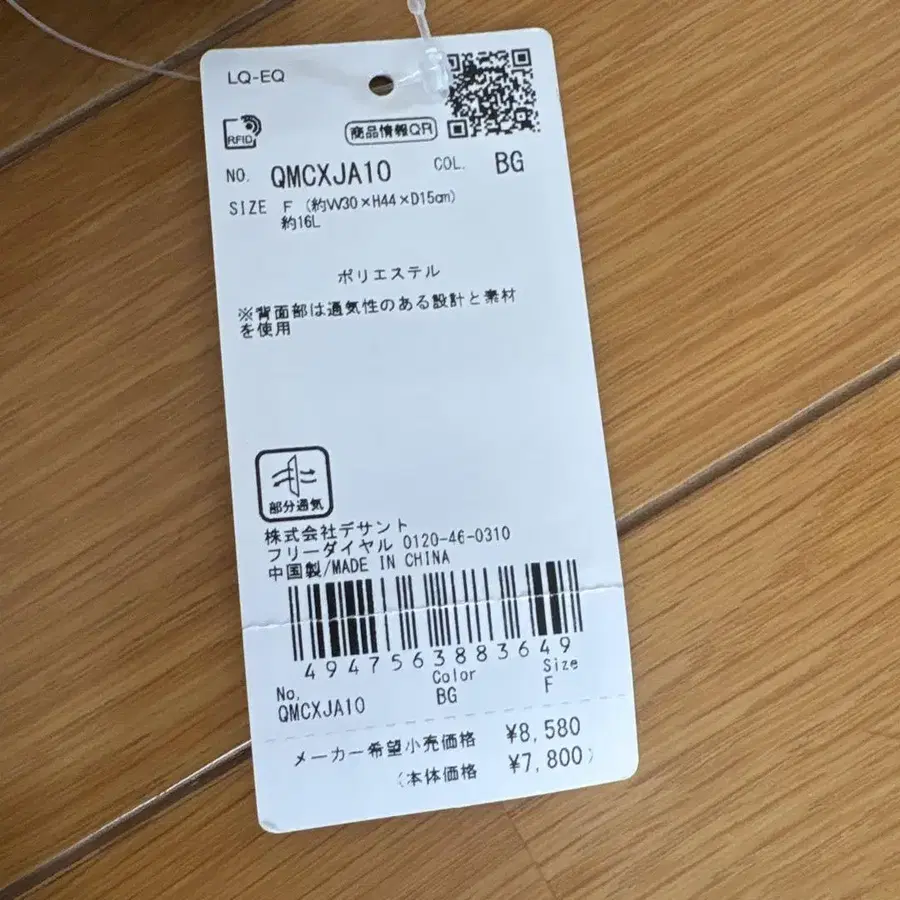 LQ-EQ
RFID
商品情報QR
NO. QMCXJA10 COL. BG
SIZE F (約W30×H44×D15cm)
約16L
ポリエステル
※背面部は通気性のある設計と素材
を使用
部分通気
株式会社デサント
フリーダイヤル 0120-46-0310
中国製/MADE IN CHINA
4947563883649
No. Color Size
QMCXJA10 BG F
メーカー希望小売価格 ¥8,580
(本体価格 ¥7,800)